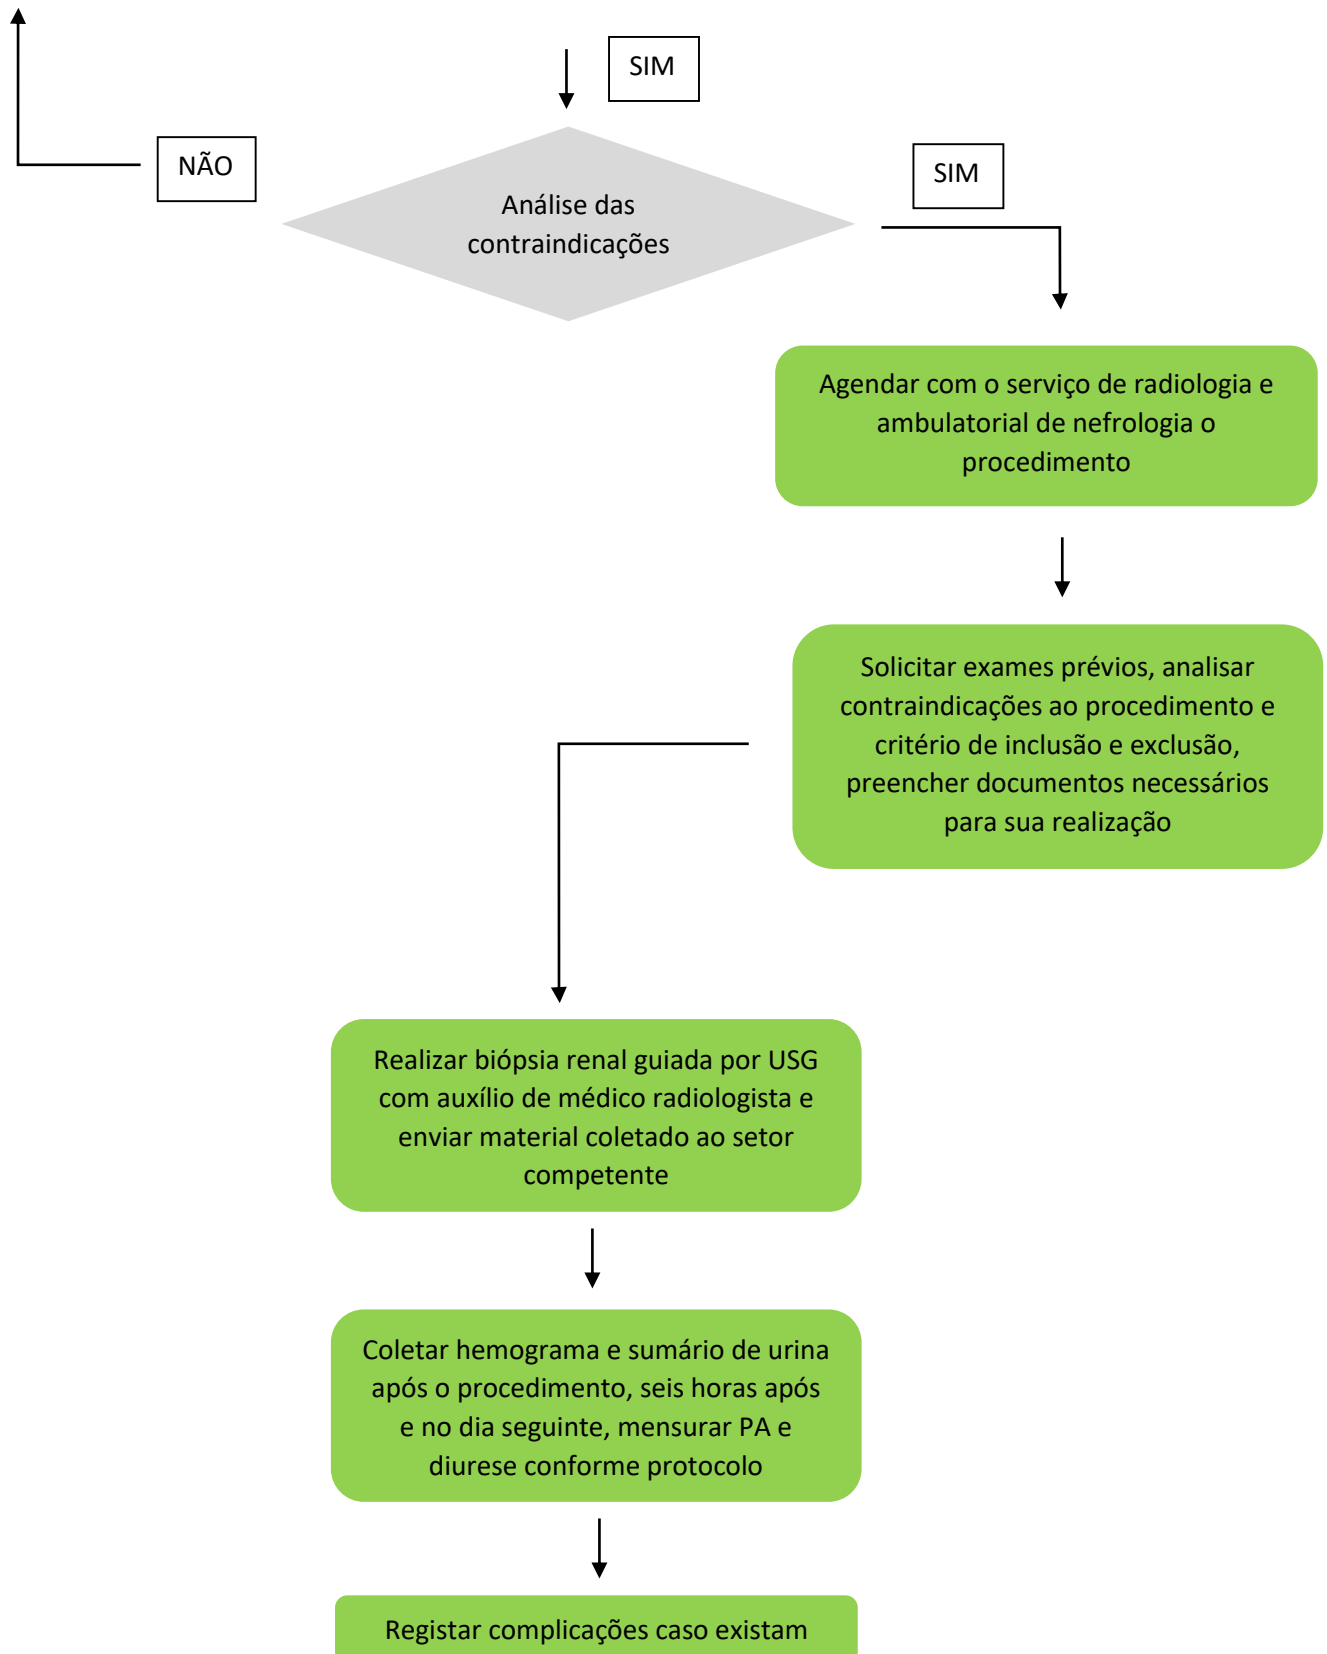 SIM
NÃO
SIM
Análise das
contraindicações
Agendar com o serviço de radiologia e
ambulatorial de nefrologia o
procedimento
Solicitar exames prévios, analisar
contraindicações ao procedimento e
critério de inclusão e exclusão,
preencher documentos necessários
para sua realização
Realizar biópsia renal guiada por USG
com auxílio de médico radiologista e
enviar material coletado ao setor
competente
Coletar hemograma e sumário de urina
após o procedimento, seis horas após
e no dia seguinte, mensurar PA e
diurese conforme protocolo
Registar complicações caso existam